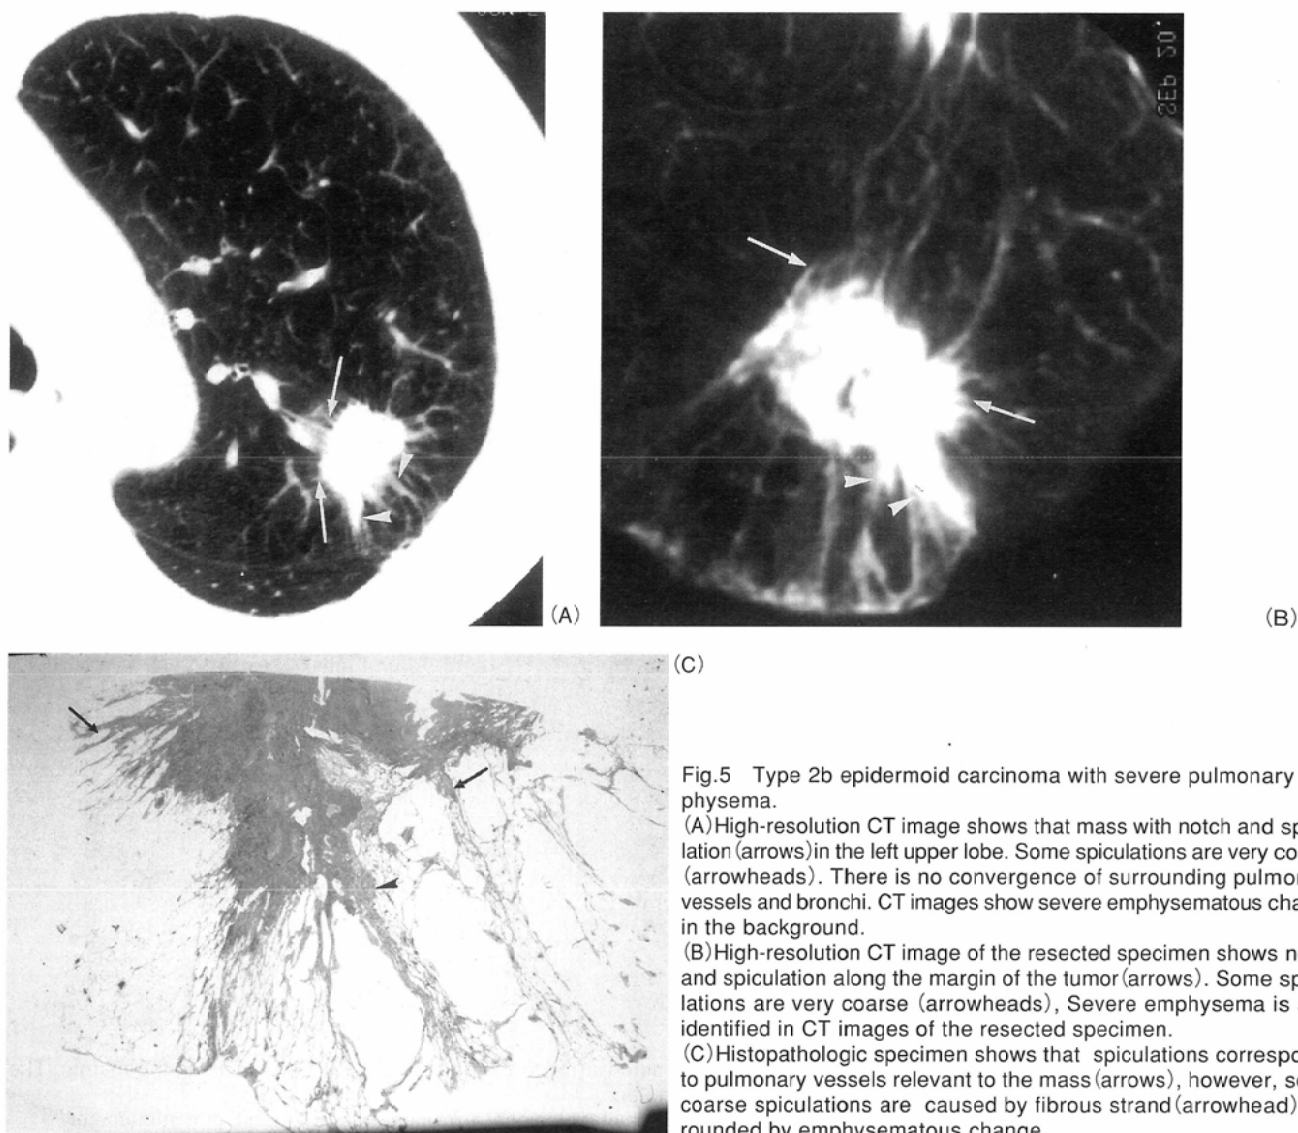 (A)
(B)
(C)
Fig.5 Type 2b epidermoid carcinoma with severe pulmonary
physema.
(A)High-resolution CT image shows that mass with notch and sp
lation(arrows)in the left upper lobe. Some spiculations are very co
(arrowheads). There is no convergence of surrounding pulmo
vessels and bronchi. CT images show severe emphysematous cha
in the background.
(B)High-resolution CT image of the resected specimen shows n
and spiculation along the margin of the tumor(arrows). Some sp
lations are very coarse (arrowheads), Severe emphysema is
identified in CT images of the resected specimen.
(C)Histopathologic specimen shows that spiculations correspo
to pulmonary vessels relevant to the mass(arrows), however, s
coarse spiculations are caused by fibrous strand(arrowhead)
rounded by emphysematous change.